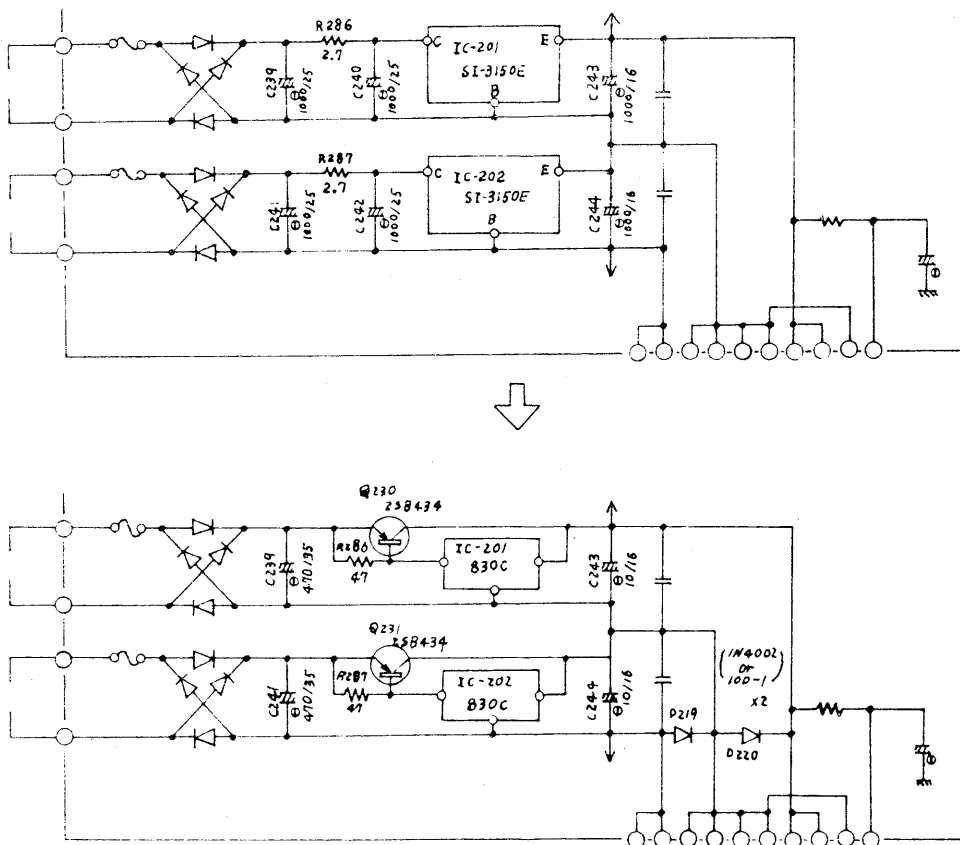 R286
2.7
C239
1000/25
C240
1000/25
C
IC-201
E
SI-3150E
B
C243
1000/16
R287
2.7
C241
1000/25
C242
1000/25
C
IC-202
E
SI-3150E
B
C244
1000/16
Q230
2SB434
R286
47
C239
470/35
IC-201
830C
C243
10/16
Q231
2SB434
R287
47
C241
470/35
IC-202
830C
C244
10/16
(1N4002
or
10D-1)
x2
D219
D220